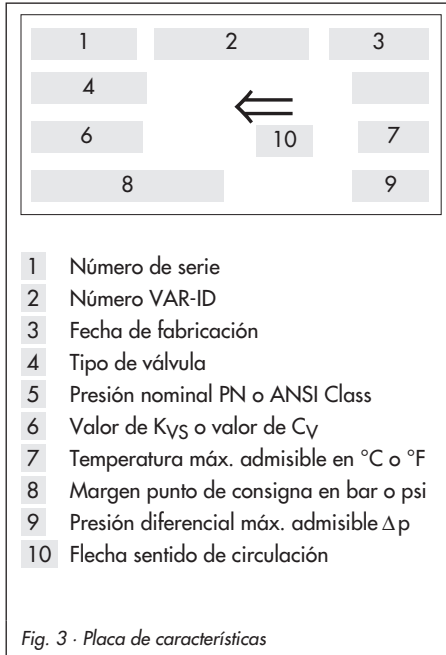 1 2 3
4
6 10 7
8 9
1 Número de serie
2 Número VAR-ID
3 Fecha de fabricación
4 Tipo de válvula
5 Presión nominal PN o ANSI Class
6 Valor de KVS o valor de CV
7 Temperatura máx. admisible en °C o °F
8 Margen punto de consigna en bar o psi
9 Presión diferencial máx. admisible Δp
10 Flecha sentido de circulación
Fig. 3 · Placa de características